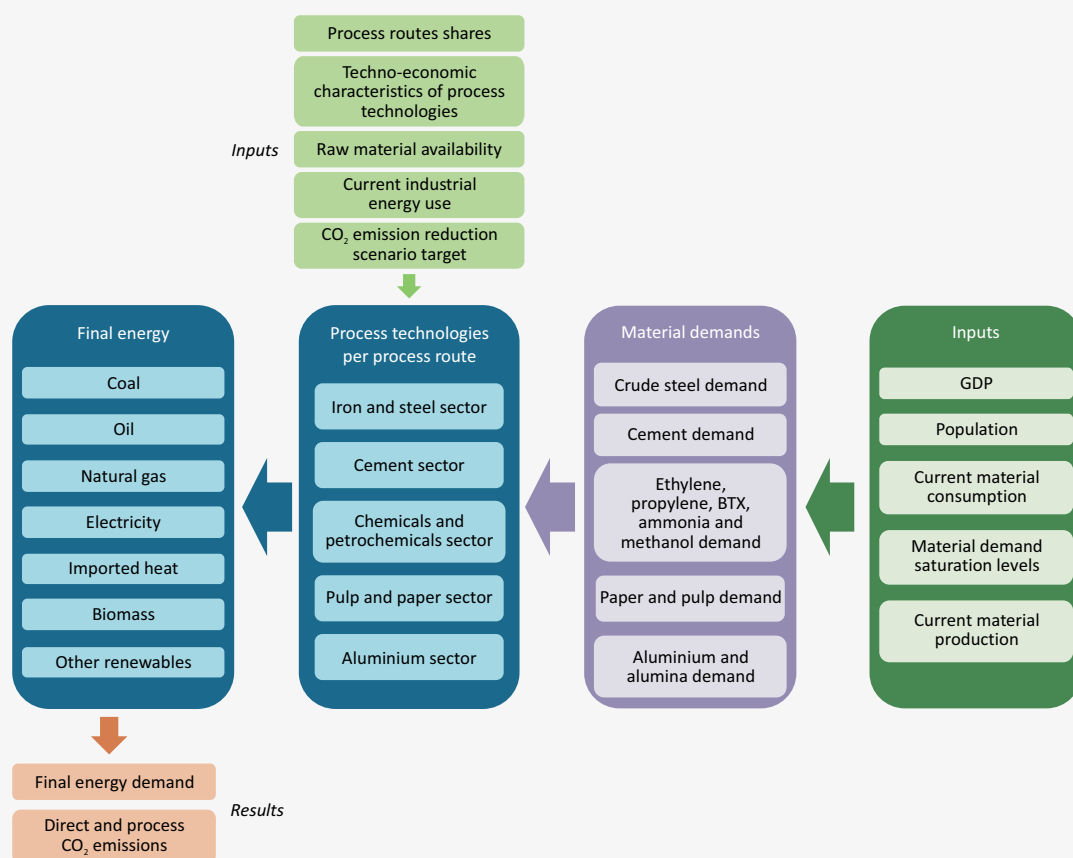 Process routes shares
Techno-economic
characteristics of process
technologies
Inputs
Raw material availability
Current industrial
energy use
CO₂ emission reduction
scenario target
Final energy
Coal
Oil
Natural gas
Electricity
Imported heat
Biomass
Other renewables
Process technologies
per process route
Iron and steel sector
Cement sector
Chemicals and
petrochemicals sector
Pulp and paper sector
Aluminium sector
Material demands
Crude steel demand
Cement demand
Ethylene,
propylene, BTX,
ammonia and
methanol demand
Paper and pulp demand
Aluminium and
alumina demand
Inputs
GDP
Population
Current material
consumption
Material demand
saturation levels
Current material
production
Final energy demand
Results
Direct and process
CO₂ emissions